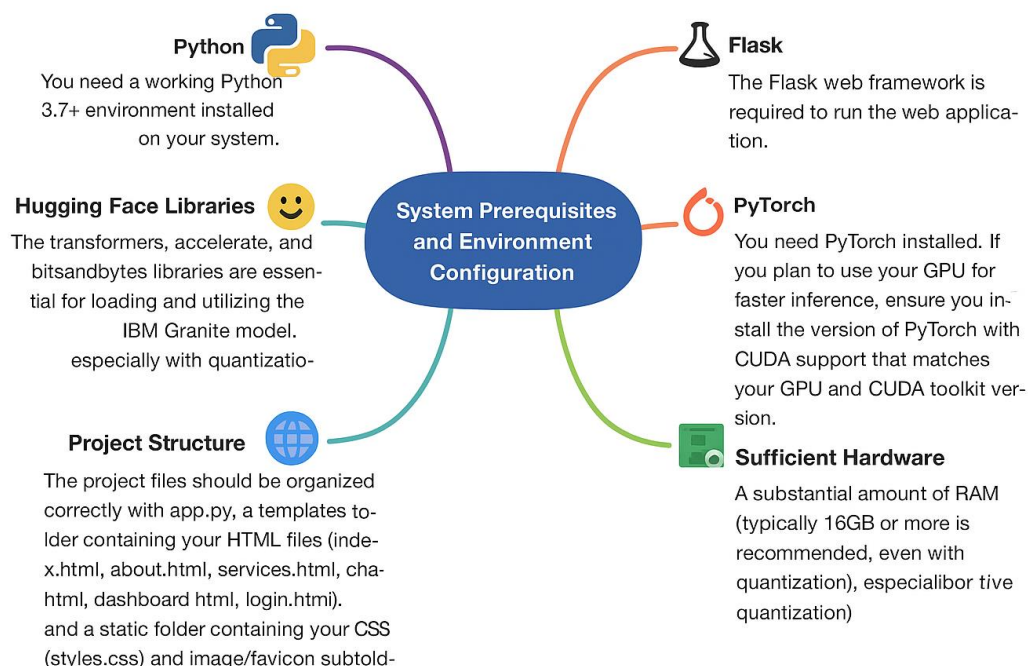 Python
You need a working Python
3.7+ environment installed
on your system.
Hugging Face Libraries
The transformers, accelerate, and
bitsandbytes libraries are essen-
tial for loading and utilizing the
IBM Granite model.
especially with quantizatio-
Project Structure
The project files should be organized
correctly with app.py, a templates to-
lder containing your HTML files (inde-
x.html, about.html, services.html, cha-
html, dashboard html, login.htmi).
and a static folder containing your CSS
(styles.css) and image/favicon subtold-
System Prerequisites
and Environment
Configuration
Flask
The Flask web framework is
required to run the web applica-
tion.
PyTorch
You need PyTorch installed. If
you plan to use your GPU for
faster inference, ensure you in-
stall the version of PyTorch with
CUDA support that matches
your GPU and CUDA toolkit ver-
sion.
Sufficient Hardware
A substantial amount of RAM
(typically 16GB or more is
recommended, even with
quantization), especialibor tive
quantization)